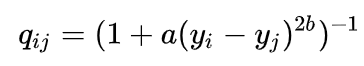 q_{ij} = (1 + a(y_i - y_j)^{2b})^{-1}